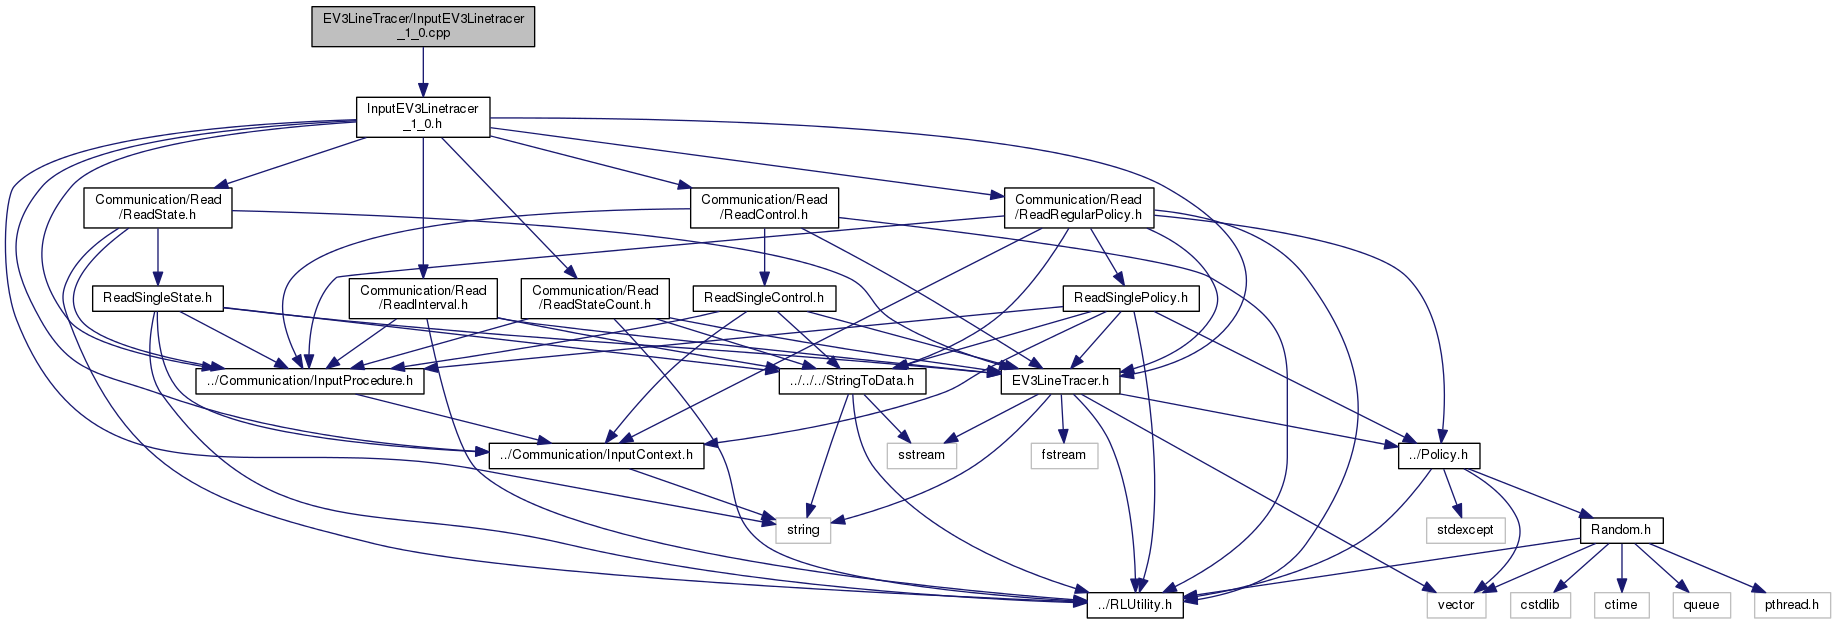 EV3LineTracer/InputEV3Linetracer
_1_0.cpp
InputEV3Linetracer
_1_0.h
Communication/Read
/ReadState.h
Communication/Read
/ReadControl.h
Communication/Read
/ReadRegularPolicy.h
ReadSingleState.h
Communication/Read
/ReadInterval.h
Communication/Read
/ReadStateCount.h
ReadSingleControl.h
ReadSinglePolicy.h
../Communication/InputProcedure.h
../../../StringToData.h
EV3LineTracer.h
../Communication/InputContext.h
sstream
fstream
../Policy.h
string
stdexcept
Random.h
../RLUtility.h
vector
cstdlib
ctime
queue
pthread.h